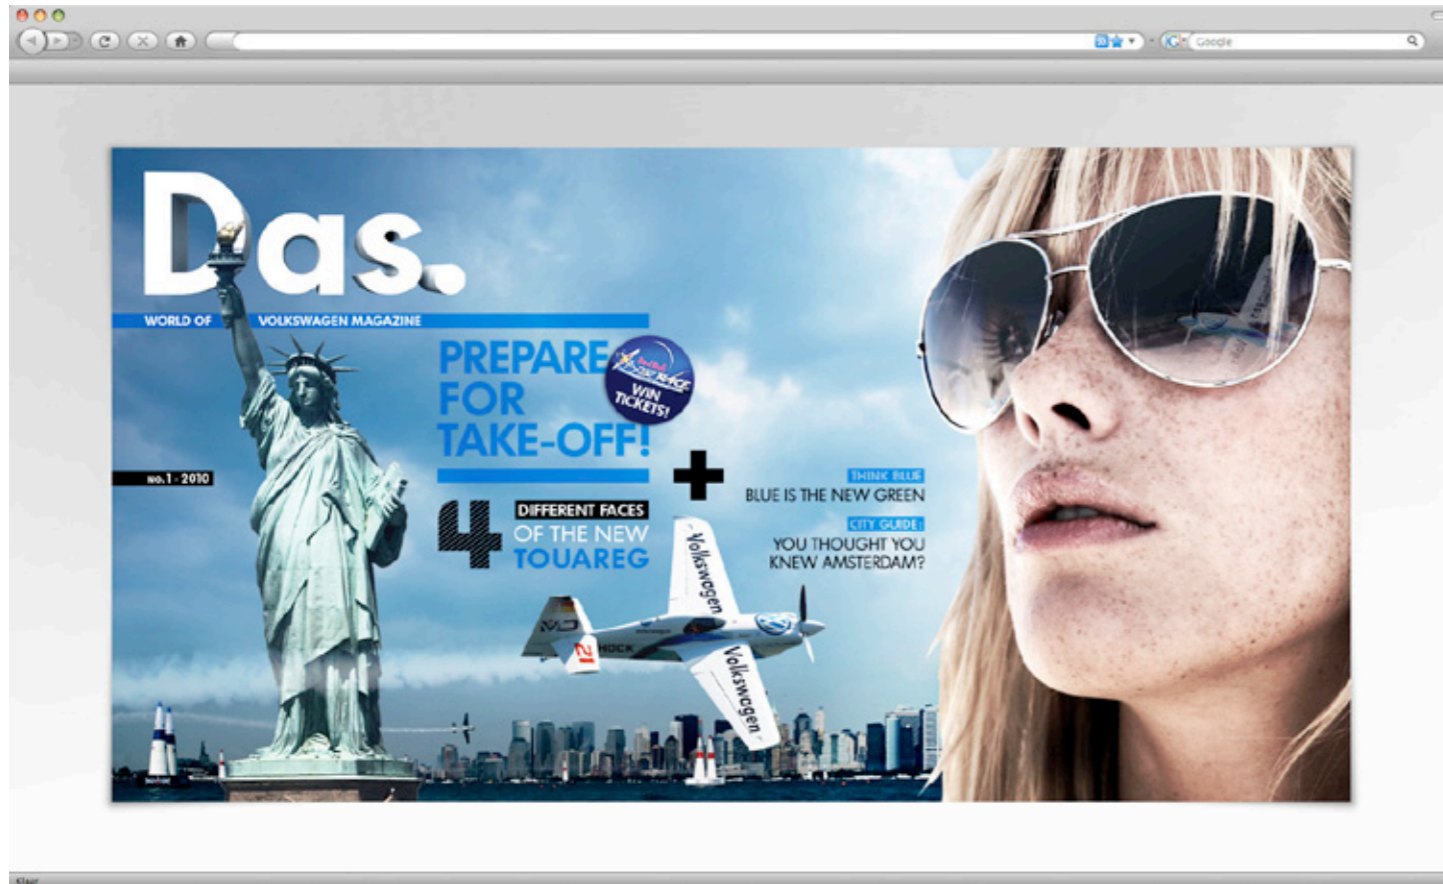 Google
Das.
WORLD OF VOLKSWAGEN MAGAZINE
PREPARE
FOR
TAKE-OFF!
RACE
WIN
TICKETS!
no.1 - 2010
4
DIFFERENT FACES
OF THE NEW
TOUAREG
+
THINK BLUE
BLUE IS THE NEW GREEN
CITY GUIDE:
YOU THOUGHT YOU
KNEW AMSTERDAM?
Volkswagen
21
HOCK
Volkswagen